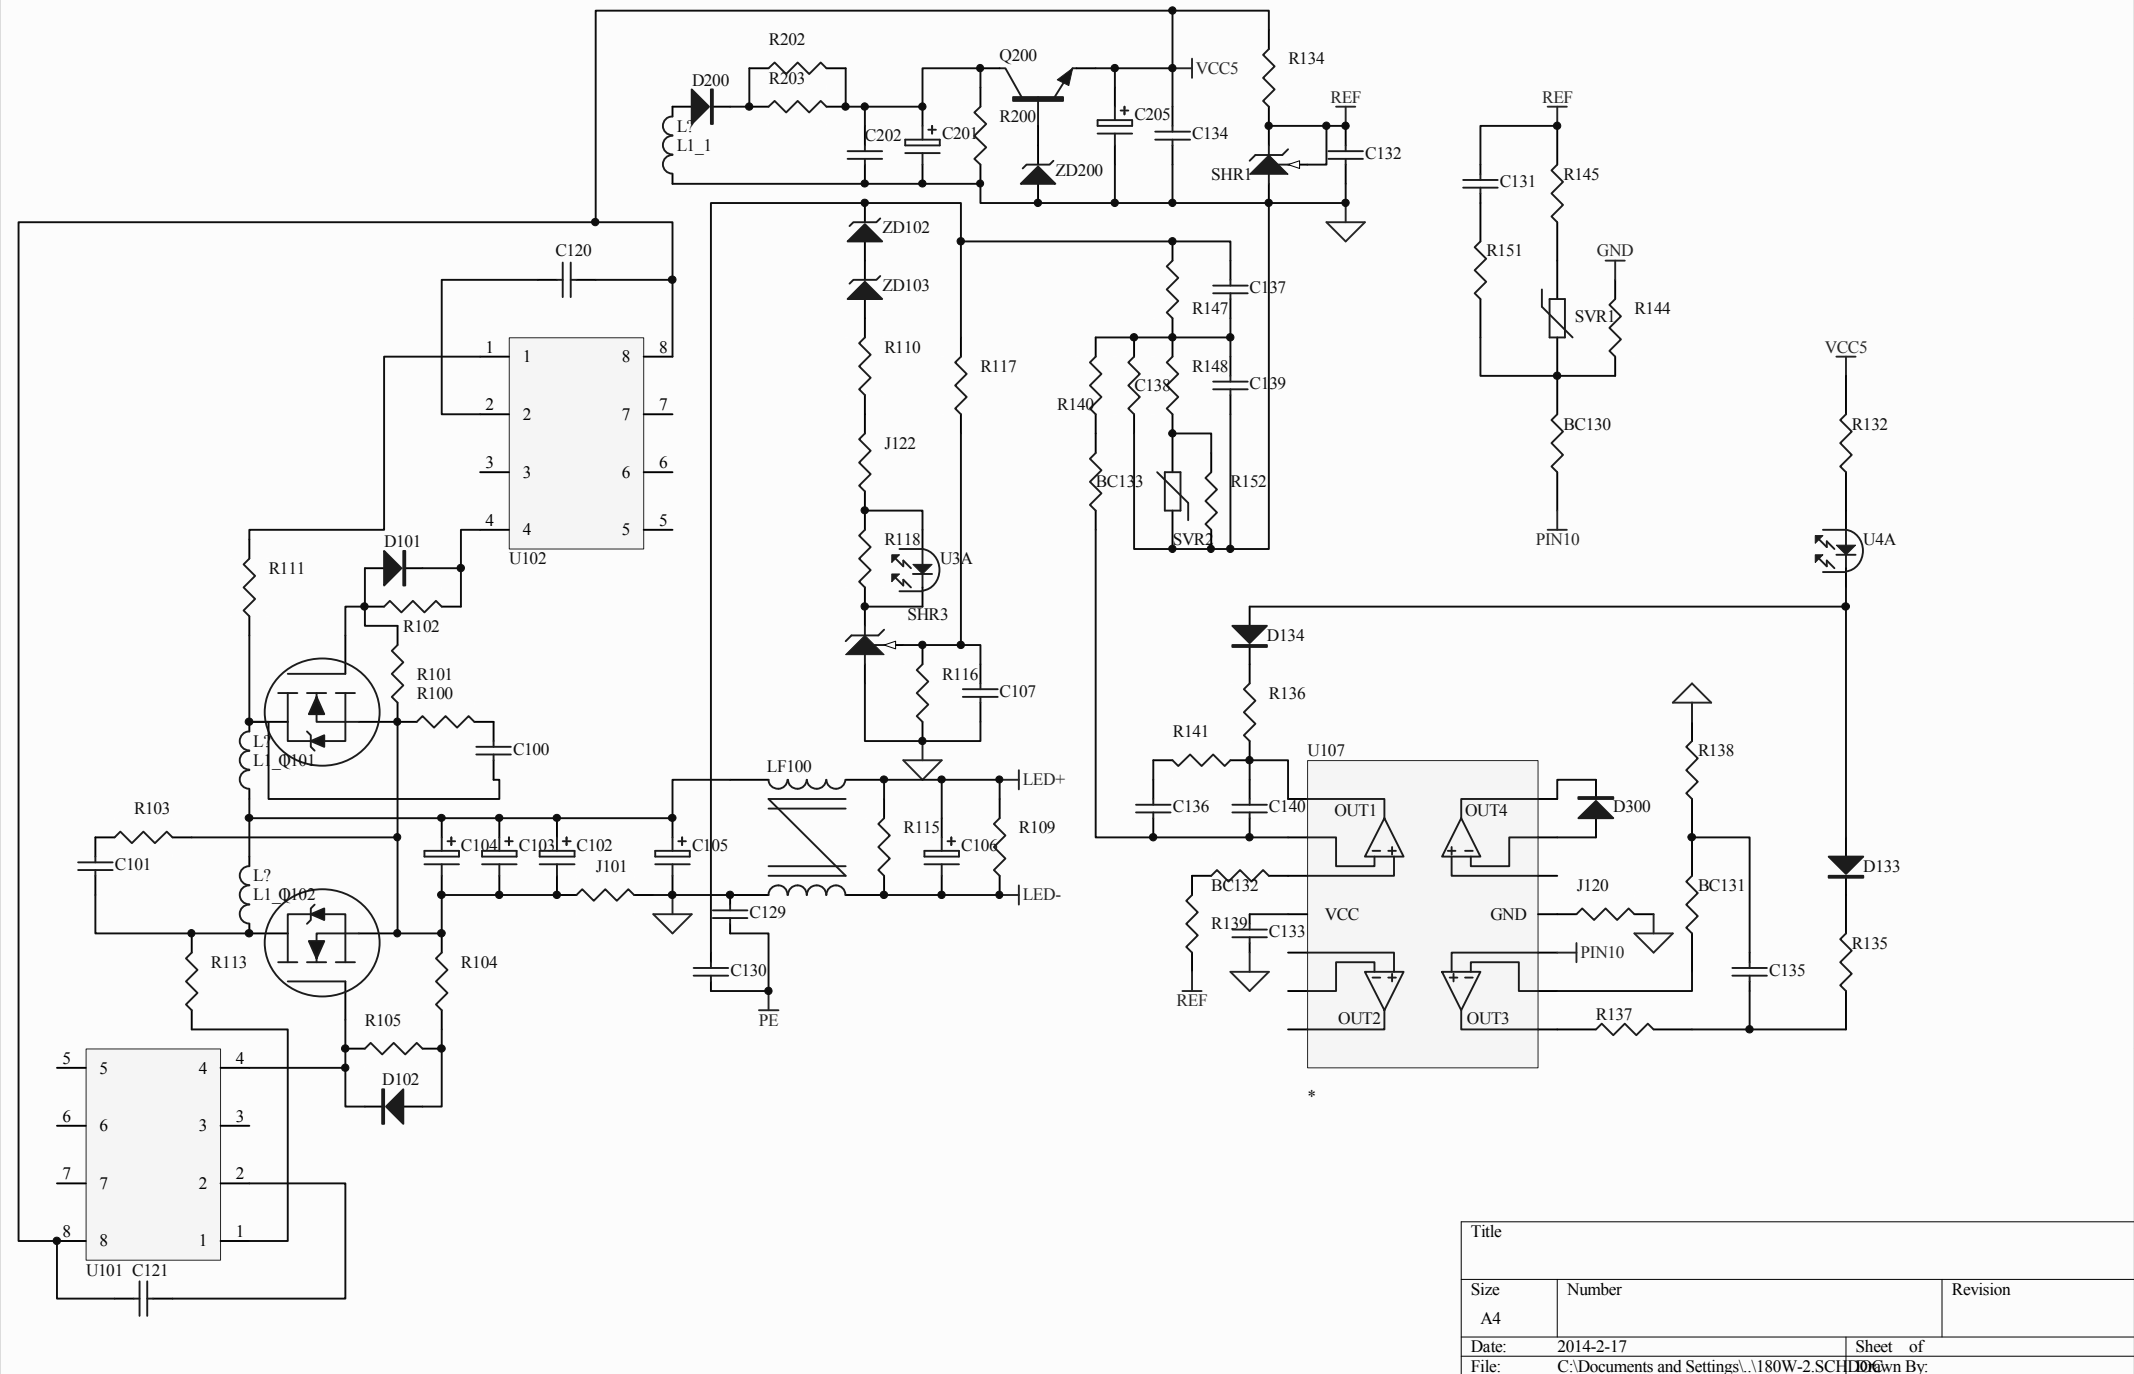 R202
R203
D200
L?
L1_1
C202
C201
Q200
R200
ZD200
C205
C134
VCC5
R134
REF
SHR1
C132
REF
C131
R145
R151
GND
SVR1
R144
BC130
PIN10
VCC5
R132
U4A
C120
1
1
2
2
3
3
4
4
8
8
7
7
6
6
5
5
U102
D101
R102
R111
R101
R100
C100
L?
L1_Q101
ZD102
ZD103
R110
J122
R118
U3A
SHR3
R117
R116
C107
R147
C137
R148
C138
C139
R140
BC133
R152
SVR2
D134
R136
R141
C136
C140
U107
OUT1
OUT4
D300
R138
BC132
R139
C133
VCC
GND
J120
BC131
PIN10
REF
OUT2
OUT3
R137
C135
D133
R135
*
R103
C101
L?
L1_Q102
C104
C103
C102
J101
C105
LF100
R115
C106
R109
LED+
LED-
C129
C130
PE
R113
R104
R105
D102
5
5
6
6
7
7
8
8
4
4
3
3
2
2
1
1
U101
C121
Title
Size
Number
Revision
A4
Date:
2014-2-17
Sheet of
File:
C:\Documents and Settings\..\180W-2.SCHDOC
Drawn By: